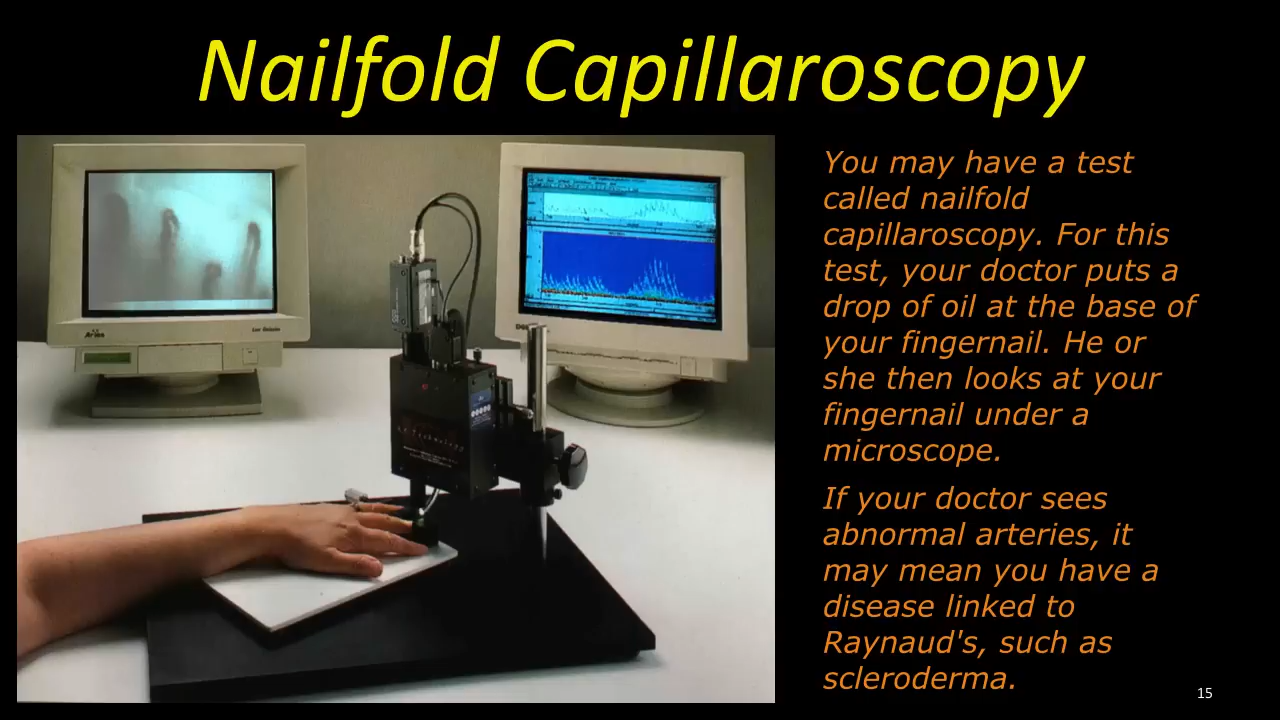 Nailfold Capillaroscopy
You may have a test
called nailfold
capillaroscopy. For this
test, your doctor puts a
drop of oil at the base of
your fingernail. He or
she then looks at your
fingernail under a
microscope.
If your doctor sees
abnormal arteries, it
may mean you have a
disease linked to
Raynaud's, such as
scleroderma.
15